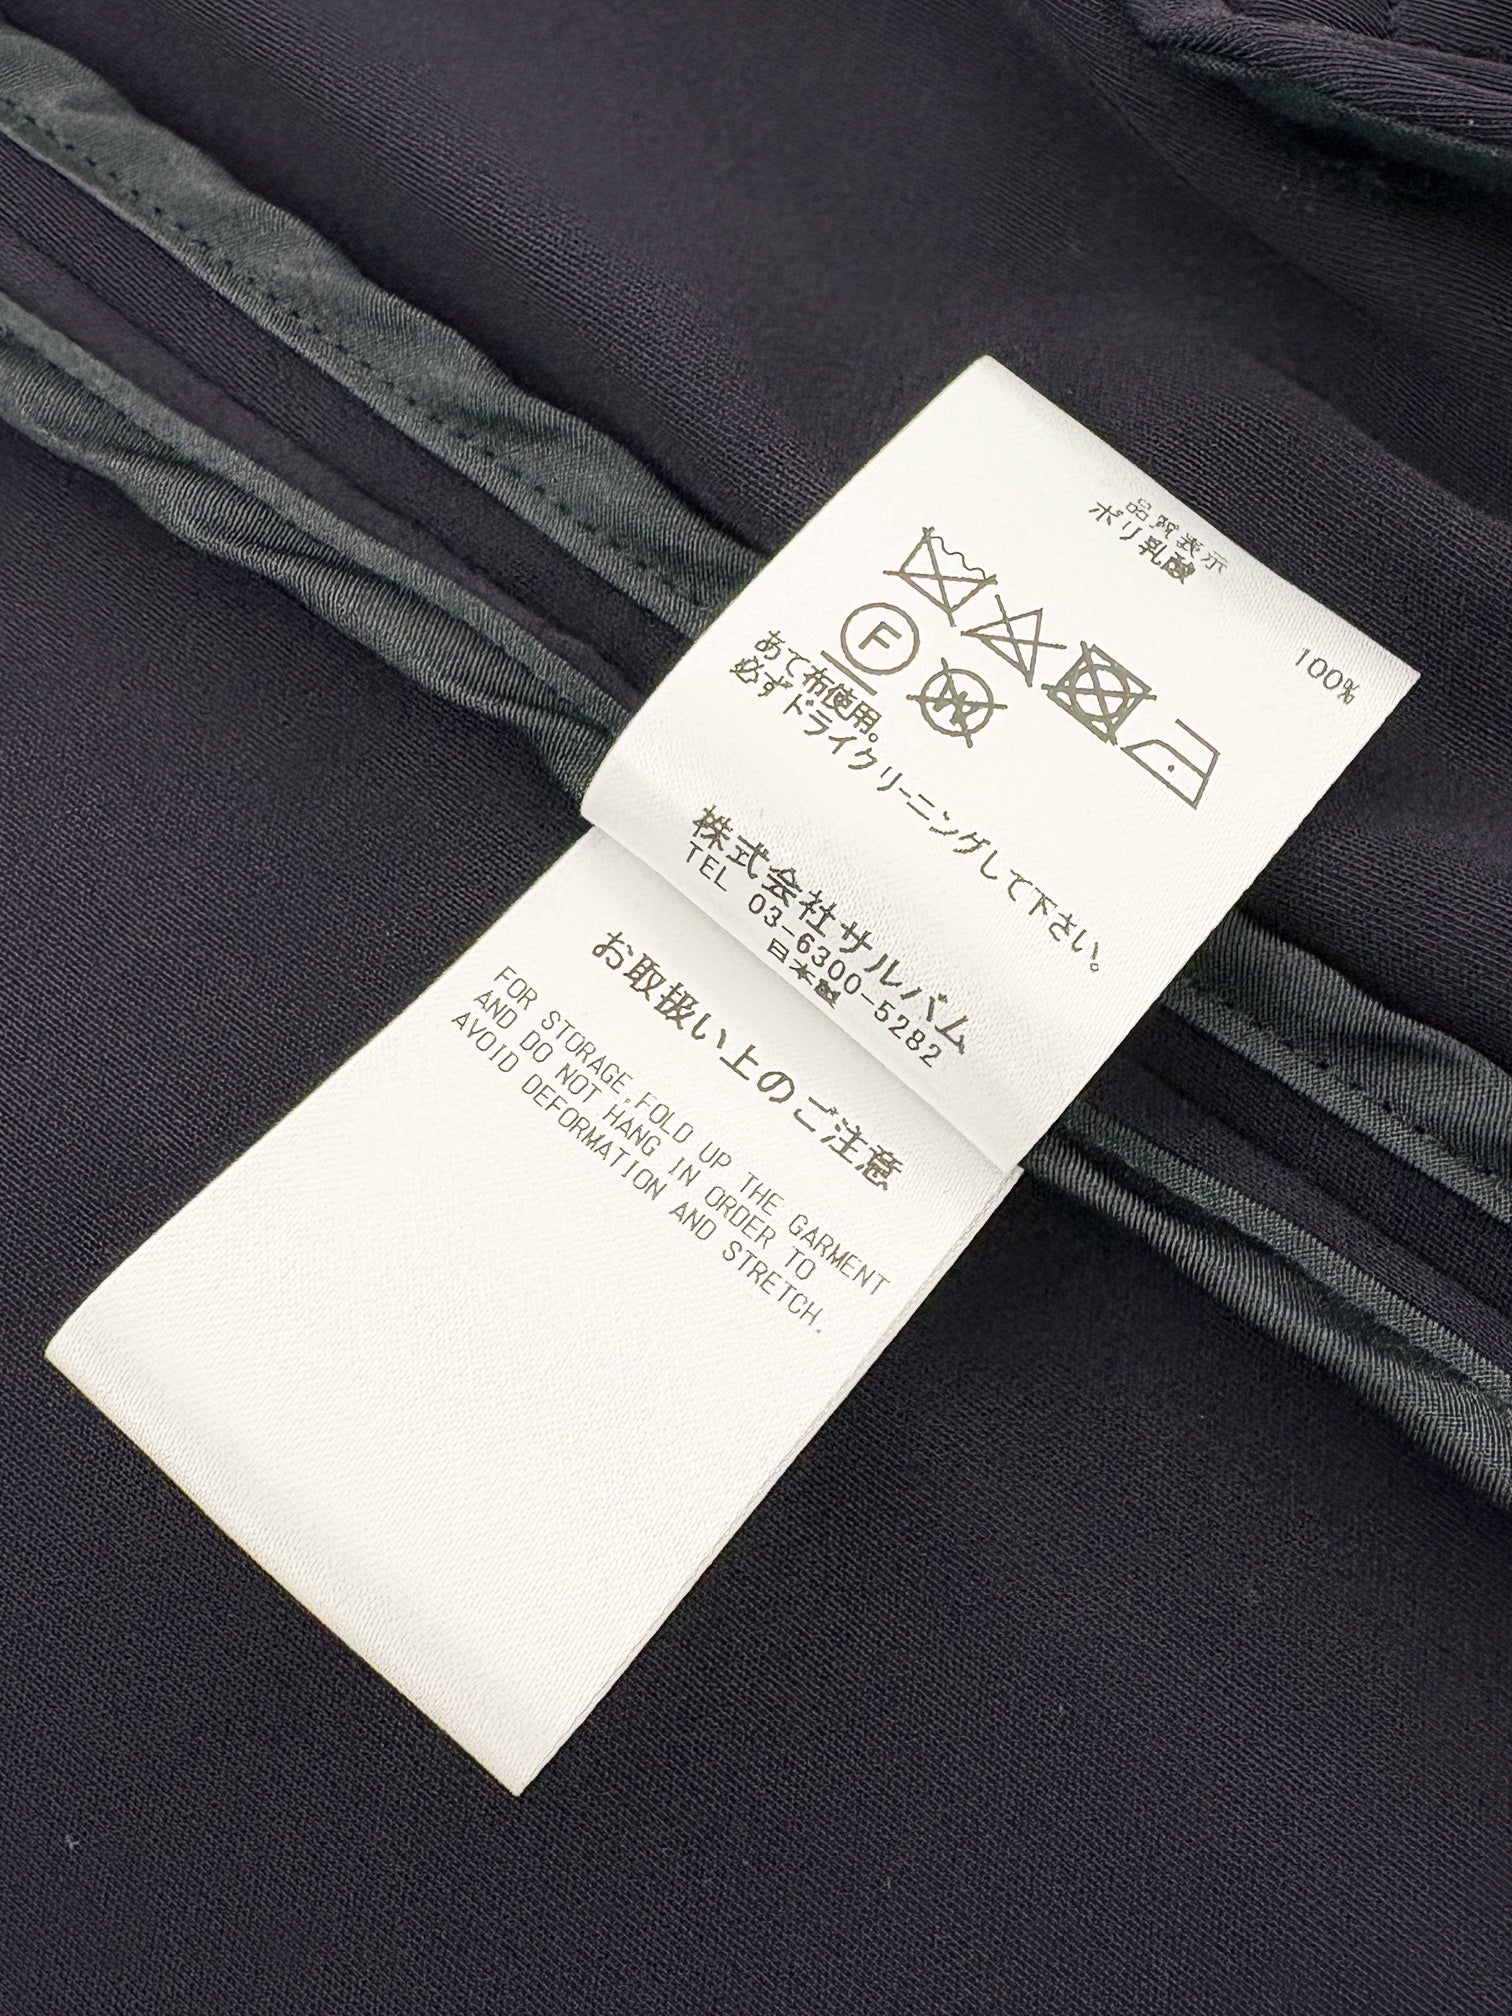 品質表示
ポリ乳酸
100%
F
W
あて布使用。
必ずドライクリーニングして下さい。
株式会社サルバム
TEL 03-6300-5282
日本製
お取扱い上のご注意
FOR STORAGE,FOLD UP THE GARMENT
AND DO NOT HANG IN ORDER TO
AVOID DEFORMATION AND STRETCH.